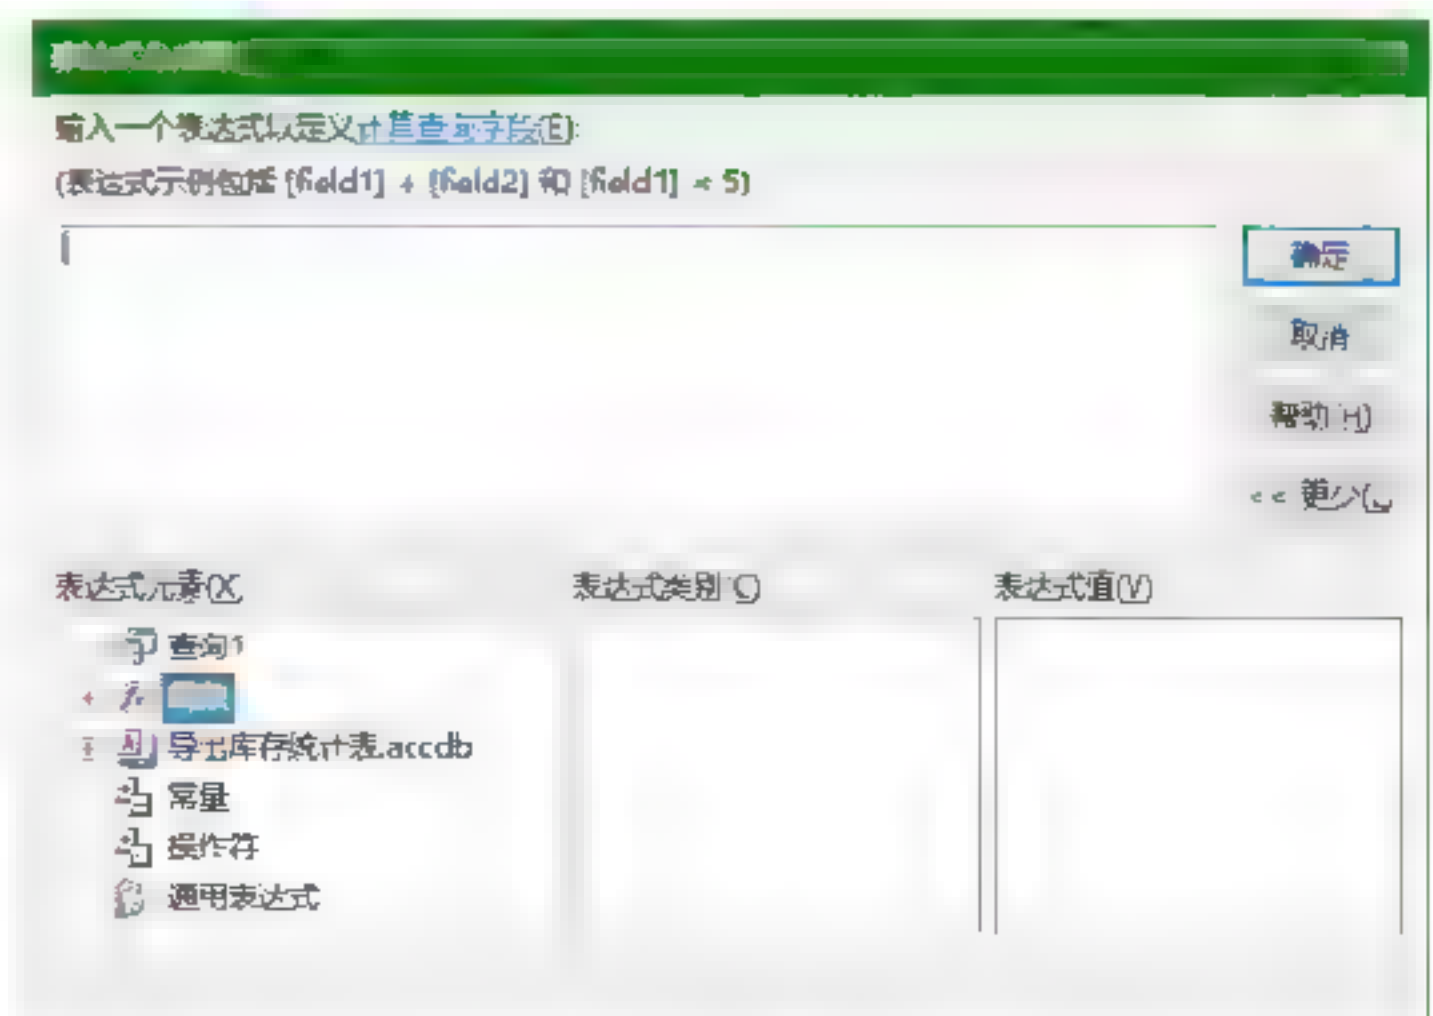 输入一个表达式以定义计算查询字段(E):
(表达式示例包括 [field1] + [field2] 和 [field1] < 5)
确定
取消
帮助(H)
<< 更少(L)
表达式元素(X)
表达式类别(C)
表达式值(V)
查询1
导出库存统计表.accdb
常量
操作符
通用表达式